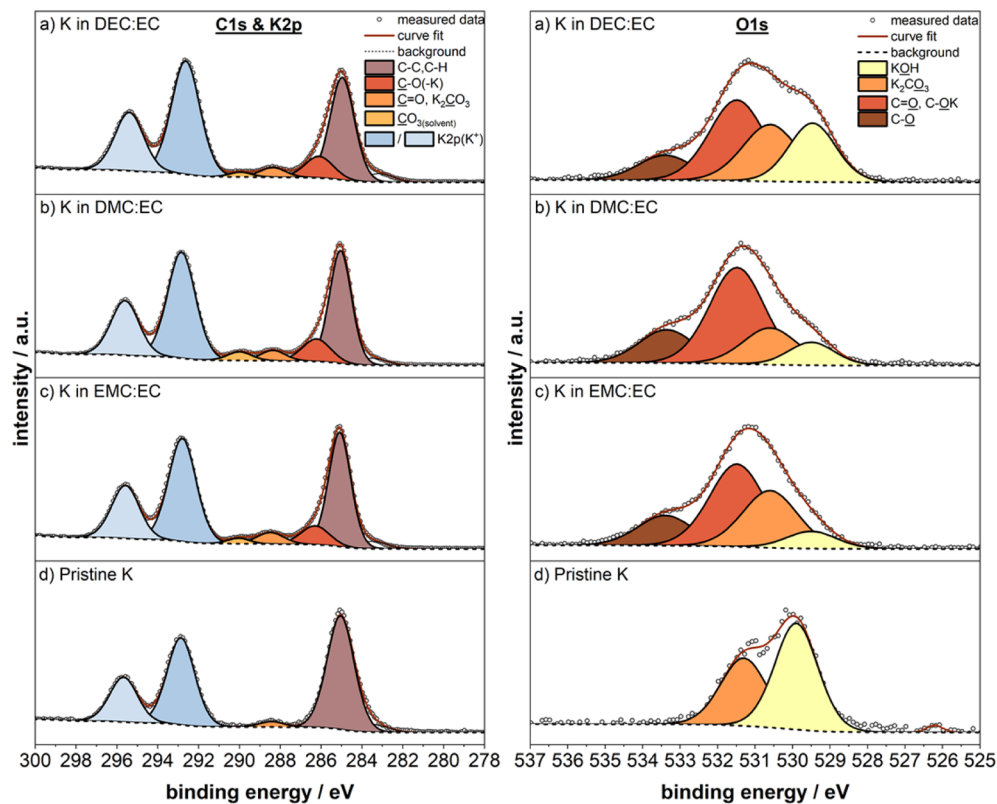 a) K in DEC:EC
C1s & K2p
measured data
curve fit
background
C-C,C-H
C-O(-K)
C=O, K2CO3
CO3(solvent)
/ K2p(K+)
b) K in DMC:EC
c) K in EMC:EC
d) Pristine K
intensity / a.u.
300 298 296 294 292 290 288 286 284 282 280 278
binding energy / eV
a) K in DEC:EC
O1s
measured data
curve fit
background
KOH
K2CO3
C=O, C-OK
C-O
b) K in DMC:EC
c) K in EMC:EC
d) Pristine K
intensity / a.u.
537 536 535 534 533 532 531 530 529 528 527 526 525
binding energy / eV